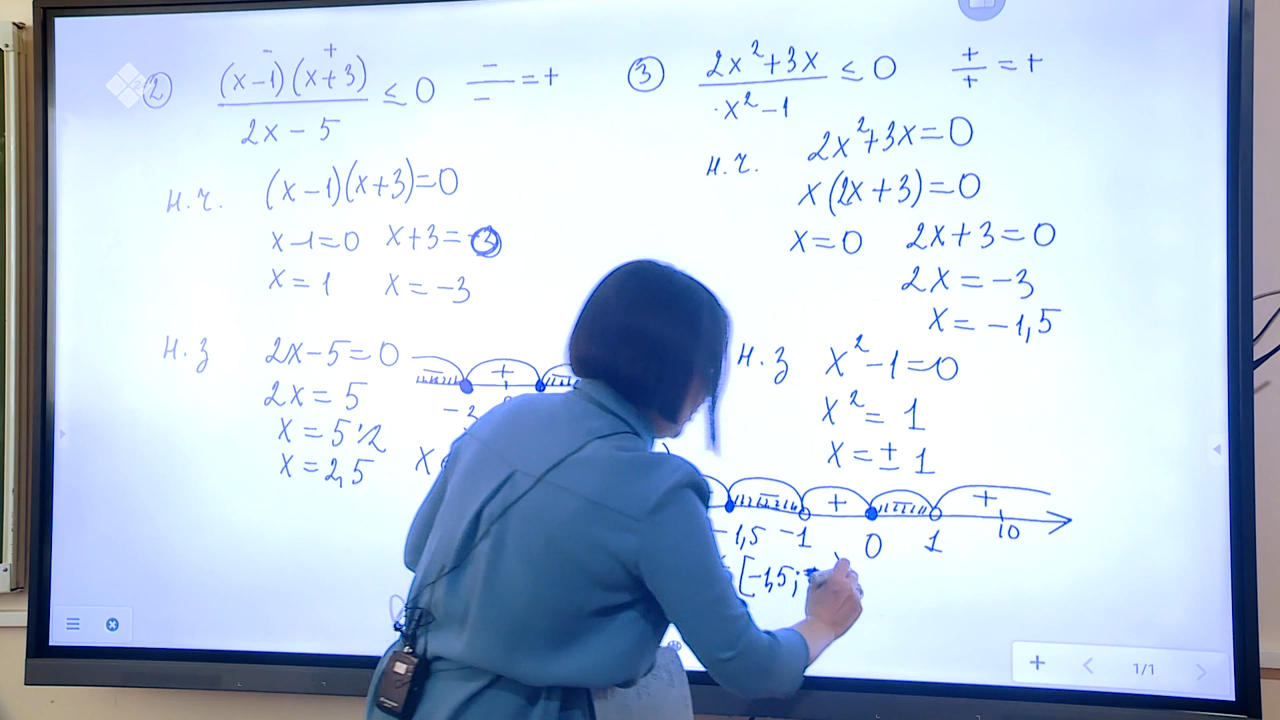 ②
- +
(x-1)(x+3)
/ 2x-5 ≤ 0
-/- = +
н.ч. (x-1)(x+3)=0
x-1=0 x+3=
x=1 x=-3
н.з 2x-5=0
2x=5
x=5:2
x=2,5
+
-3
x
③ 2x²+3x / x²-1 ≤ 0
+/+ = +
н.ч. 2x²+3x=0
x(2x+3)=0
x=0 2x+3=0
2x=-3
x=-1,5
н.з x²-1=0
x²=1
x=±1
- + - +
-1,5 -1 0 1 10
[-1,5;
1/1